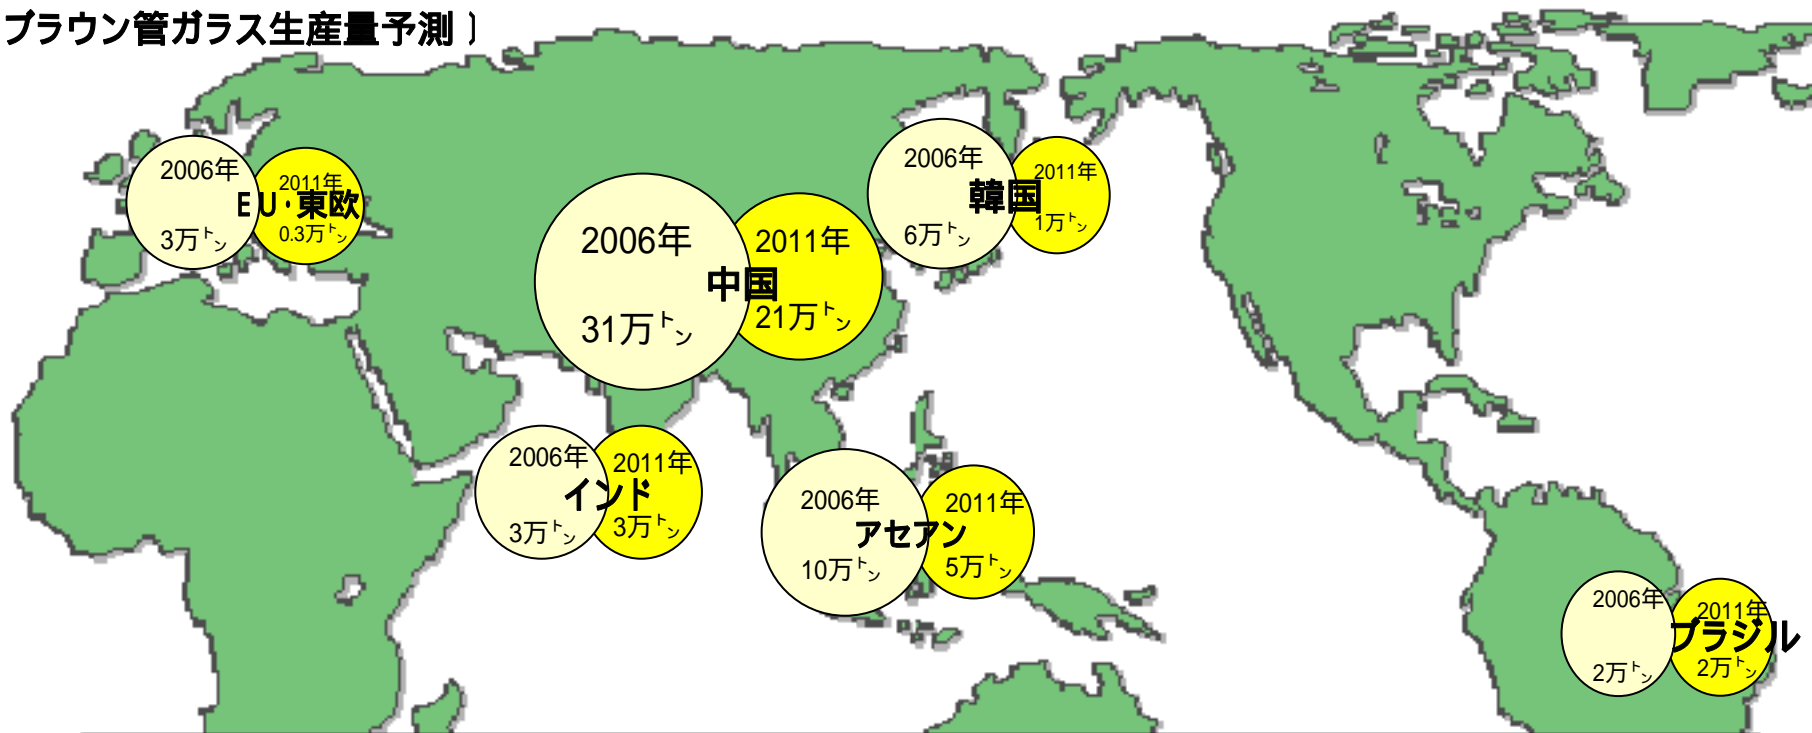 ブラウン管ガラス生産量予測）
2006年
3万トン
2011年
0.3万トン
EU・東欧
2006年
31万トン
2011年
21万トン
中国
2006年
6万トン
2011年
1万トン
韓国
2006年
3万トン
2011年
3万トン
インド
2006年
10万トン
2011年
5万トン
アセアン
2006年
2万トン
2011年
2万トン
ブラジル